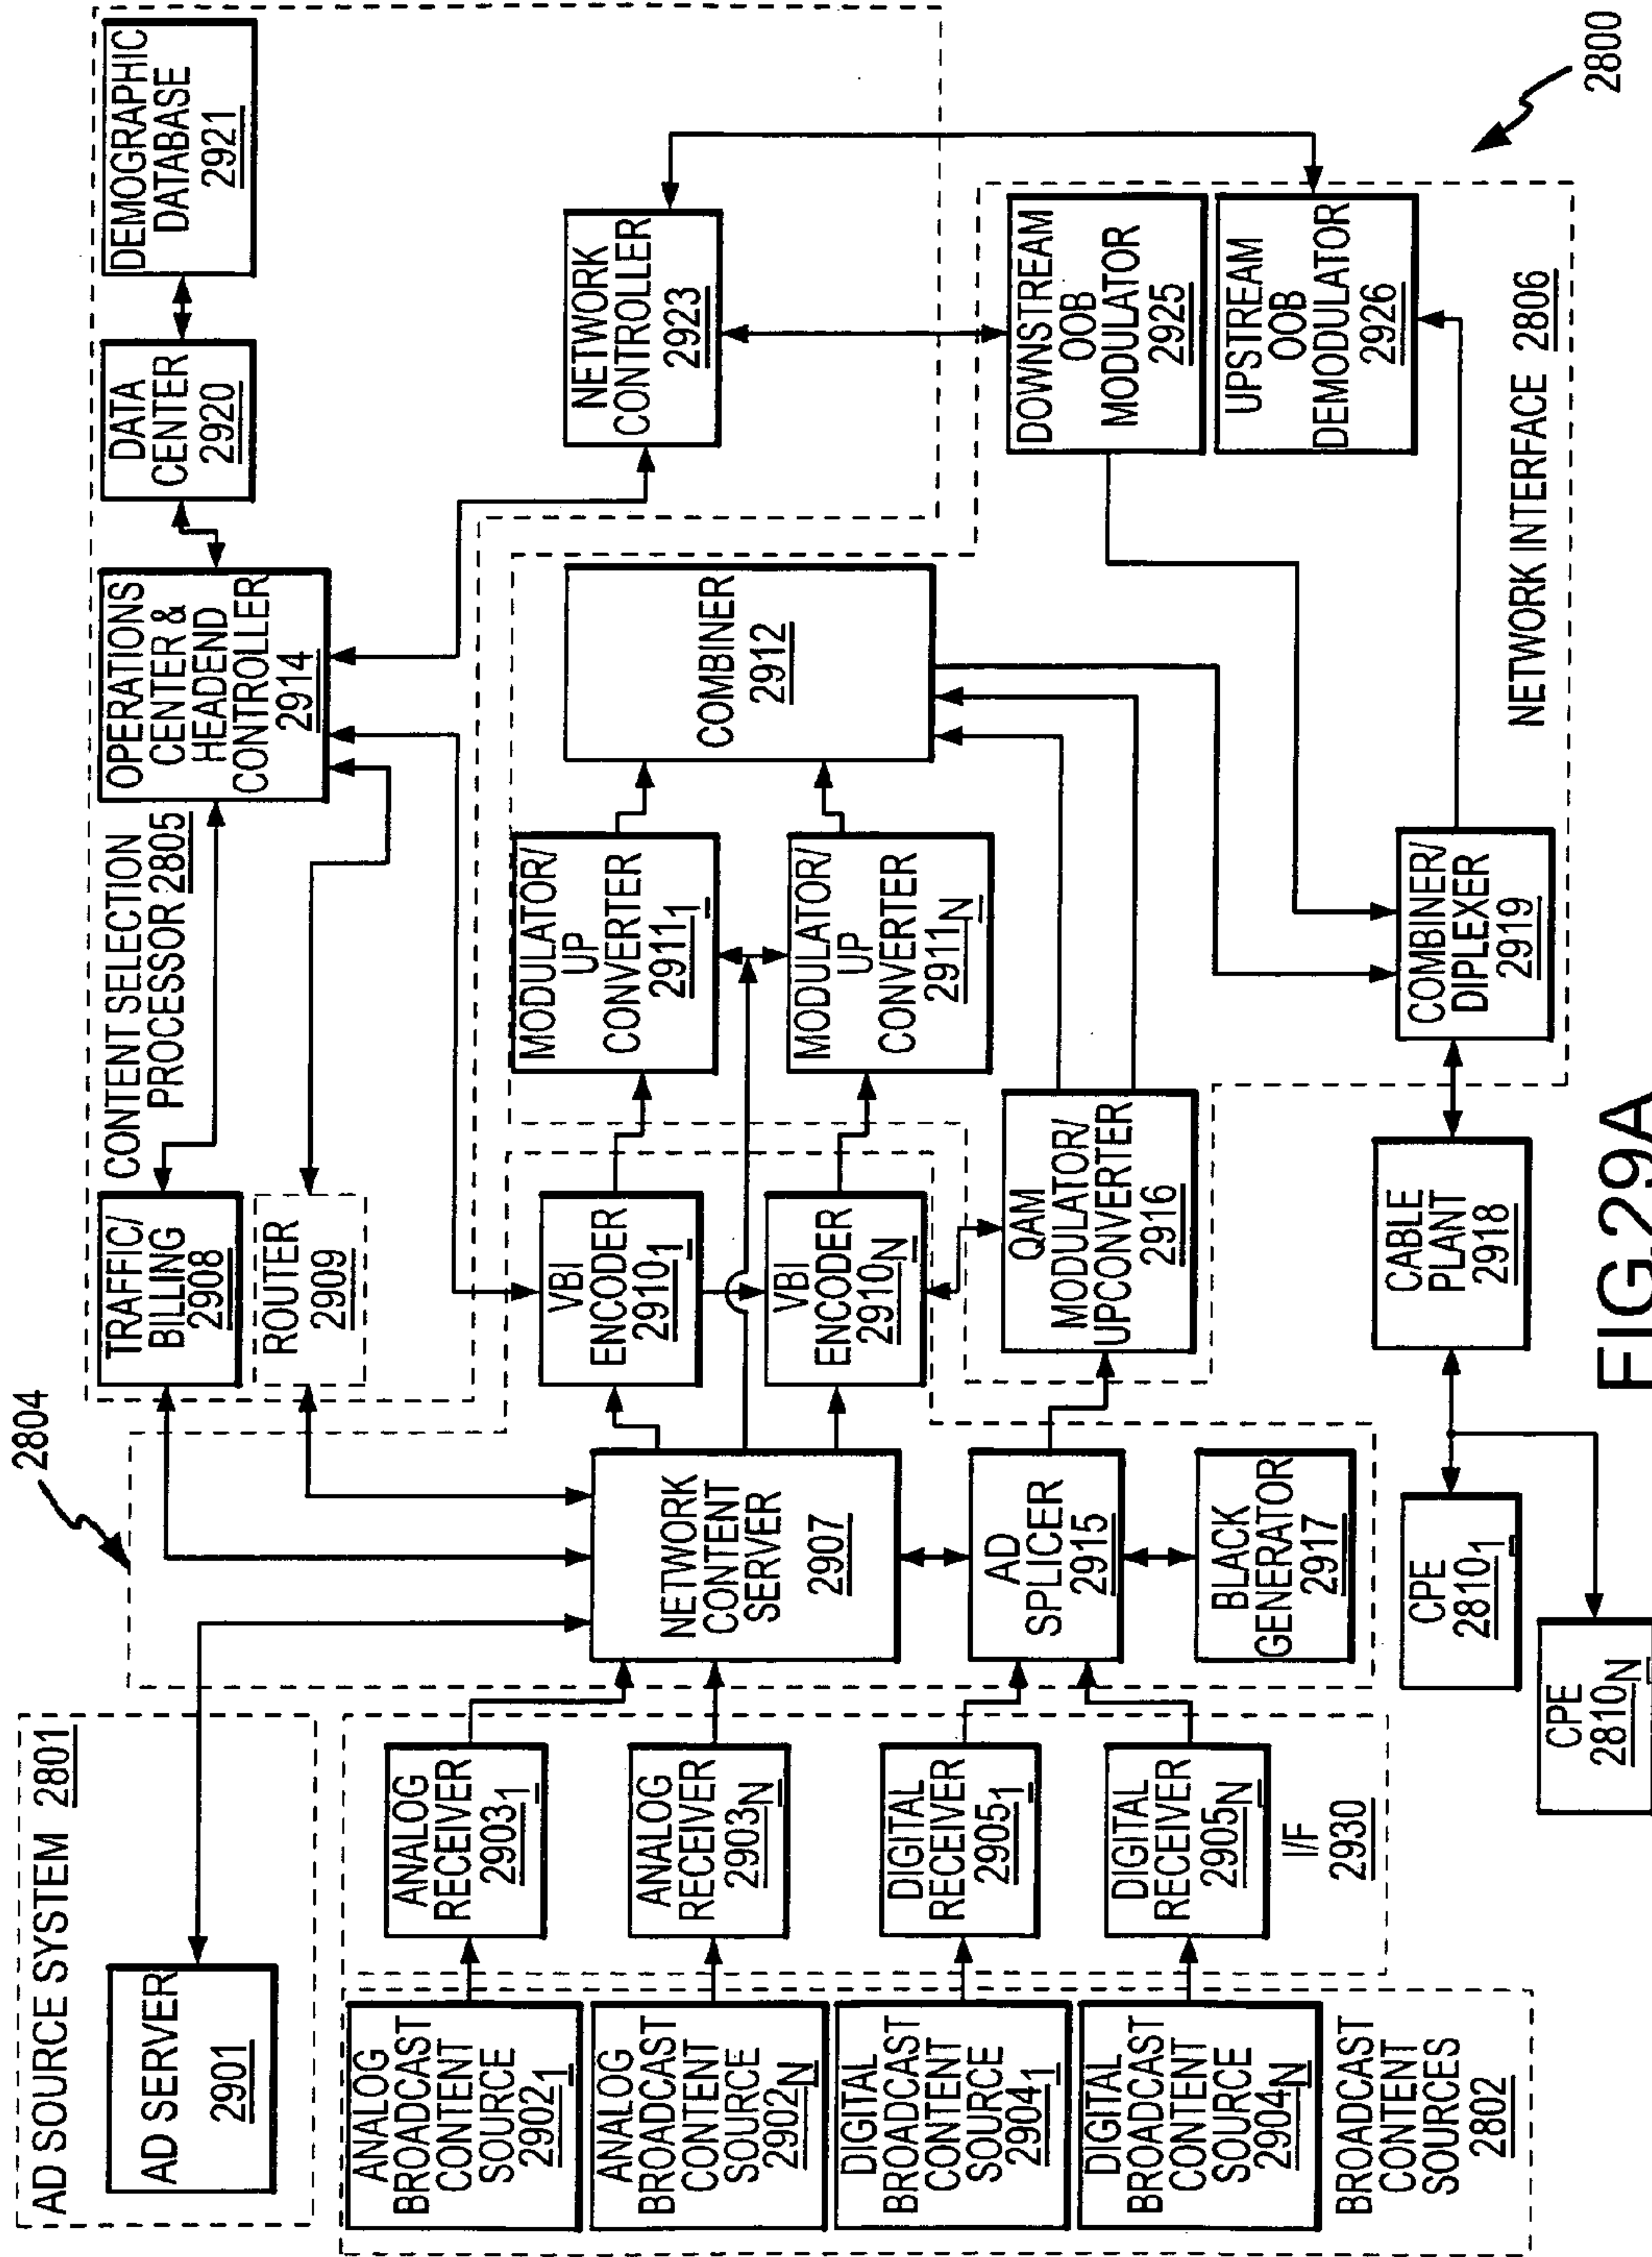 2804
AD SOURCE SYSTEM 2801
AD SERVER
2901
CONTENT SELECTION
PROCESSOR 2805
TRAFFIC/
BILLING
2908
ROUTER
2909
OPERATIONS
CENTER &
HEADEND
CONTROLLER
2914
DATA
CENTER
2920
DEMOGRAPHIC
DATABASE
2921
ANALOG
BROADCAST
CONTENT
SOURCE
2902₁
ANALOG
BROADCAST
CONTENT
SOURCE
2902N
DIGITAL
BROADCAST
CONTENT
SOURCE
2904₁
DIGITAL
BROADCAST
CONTENT
SOURCE
2904N
BROADCAST
CONTENT
SOURCES
2802
ANALOG
RECEIVER
2903₁
ANALOG
RECEIVER
2903N
DIGITAL
RECEIVER
2905₁
DIGITAL
RECEIVER
2905N
I/F
2930
NETWORK
CONTENT
SERVER
2907
AD
SPLICER
2915
BLACK
GENERATOR
2917
VBI
ENCODER
2910₁
VBI
ENCODER
2910N
MODULATOR/
UP
CONVERTER
2911₁
MODULATOR/
UP
CONVERTER
2911N
QAM
MODULATOR/
UPCONVERTER
2916
COMBINER
2912
NETWORK
CONTROLLER
2923
DOWNSTREAM
OOB
MODULATOR
2925
UPSTREAM
OOB
DEMODULATOR
2926
NETWORK INTERFACE 2806
COMBINER/
DIPLEXER
2919
CABLE
PLANT
2918
CPE
2810₁
CPE
2810N
2800
FIG.29A